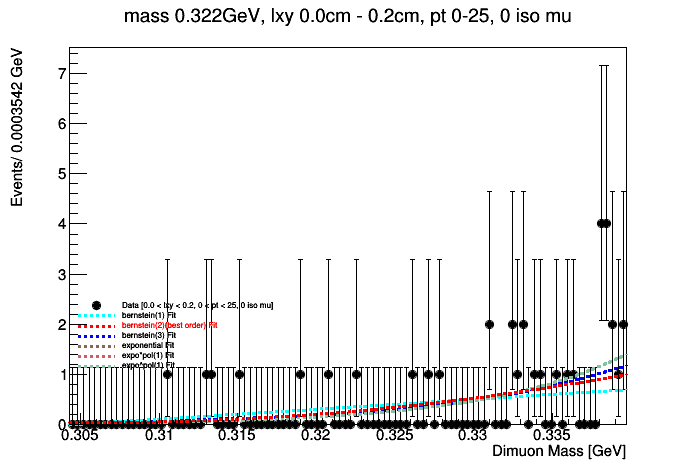 mass 0.322GeV, lxy 0.0cm - 0.2cm, pt 0-25, 0 iso mu
Events/ 0.0003542 GeV
7
6
5
4
3
2
1
0
Data [0.0 < lxy < 0.2, 0 < pt < 25, 0 iso mu]
bernstein(1) Fit
bernstein(2)(best order) Fit
bernstein(3) Fit
exponential Fit
expo*pol(1) Fit
expo*pol(1) Fit
0.305 0.31 0.315 0.32 0.325 0.33 0.335
Dimuon Mass [GeV]